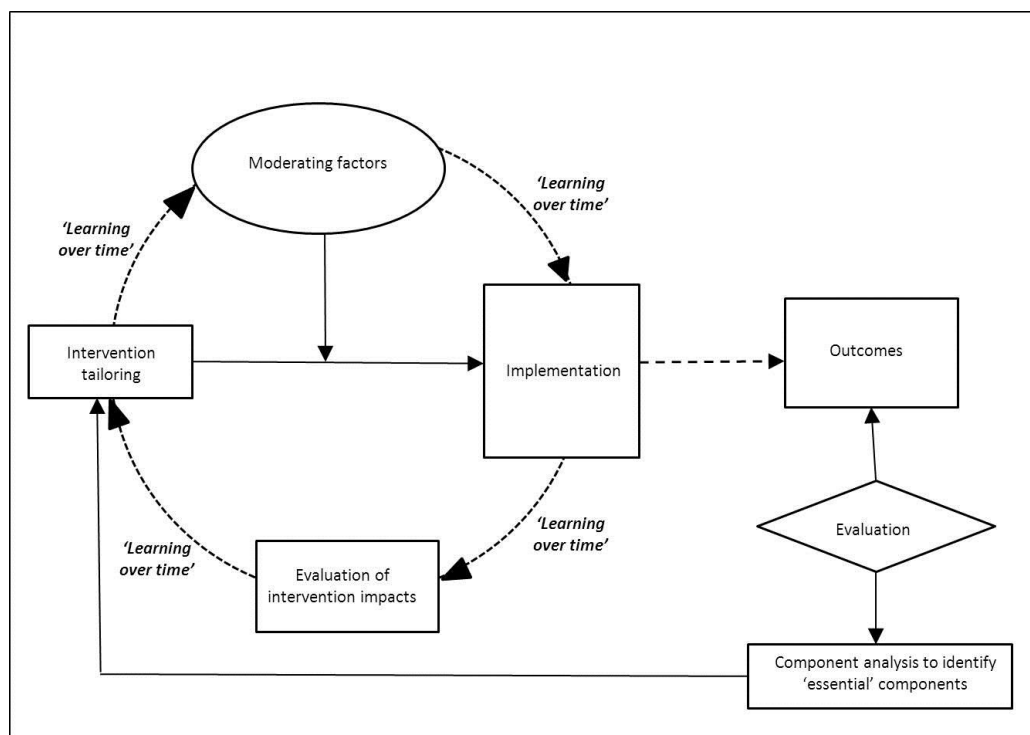 Moderating factors
‘Learning
over time’
‘Learning
over time’
Intervention
tailoring
Implementation
Outcomes
‘Learning
over time’
Evaluation of
intervention impacts
‘Learning
over time’
Evaluation
Component analysis to identify
‘essential’ components